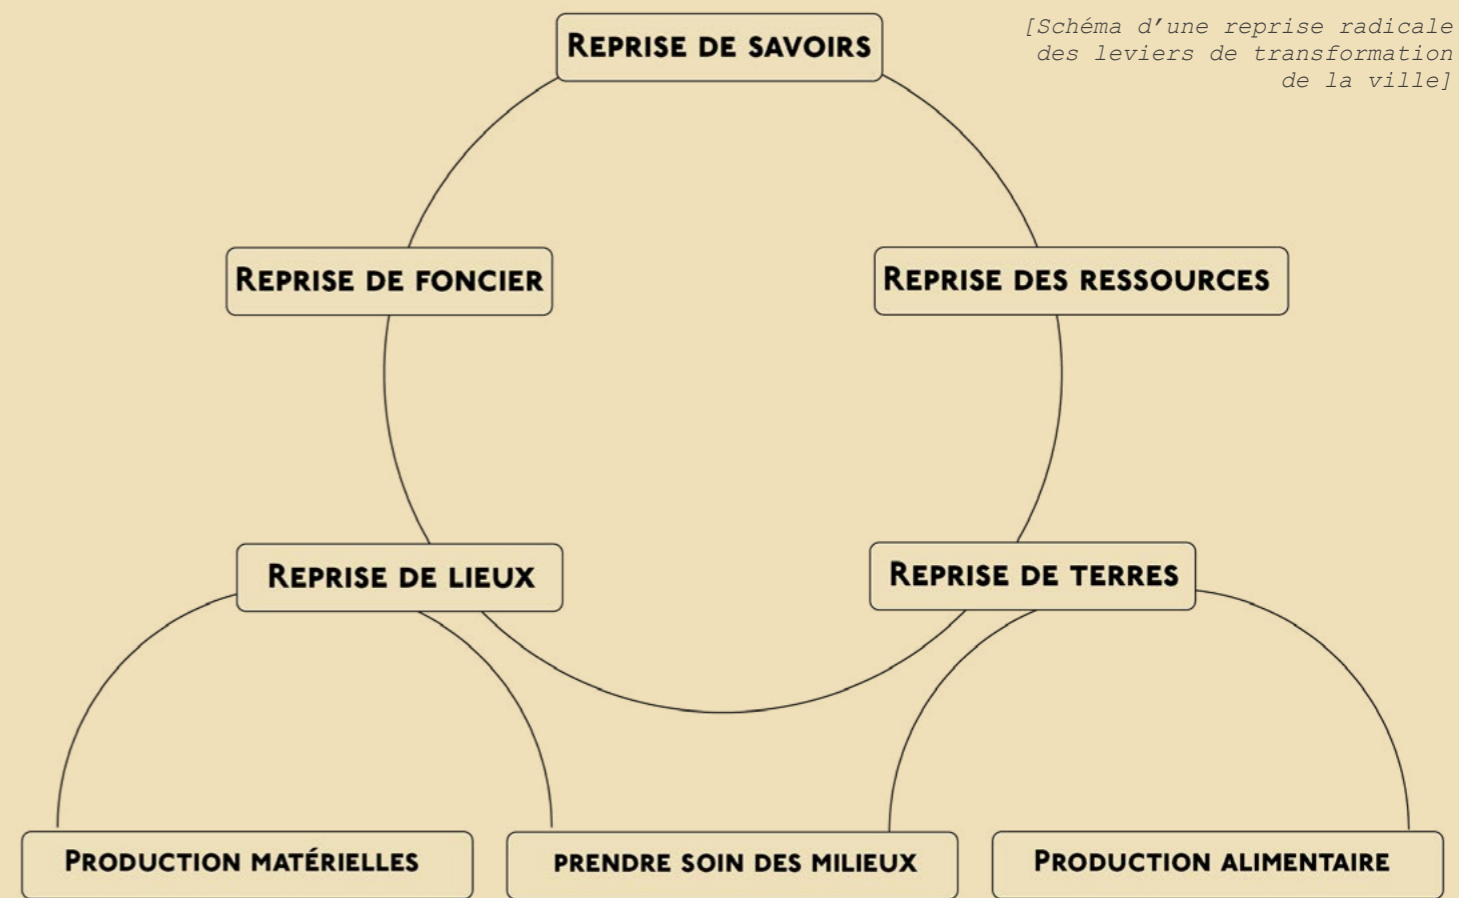 REPRISE DE SAVOIRS
[Schéma d'une reprise radicale
des leviers de transformation
de la ville]
REPRISE DE FONCIER
REPRISE DES RESSOURCES
REPRISE DE LIEUX
REPRISE DE TERRES
PRODUCTION MATÉRIELLES
PRENDRE SOIN DES MILIEUX
PRODUCTION ALIMENTAIRE